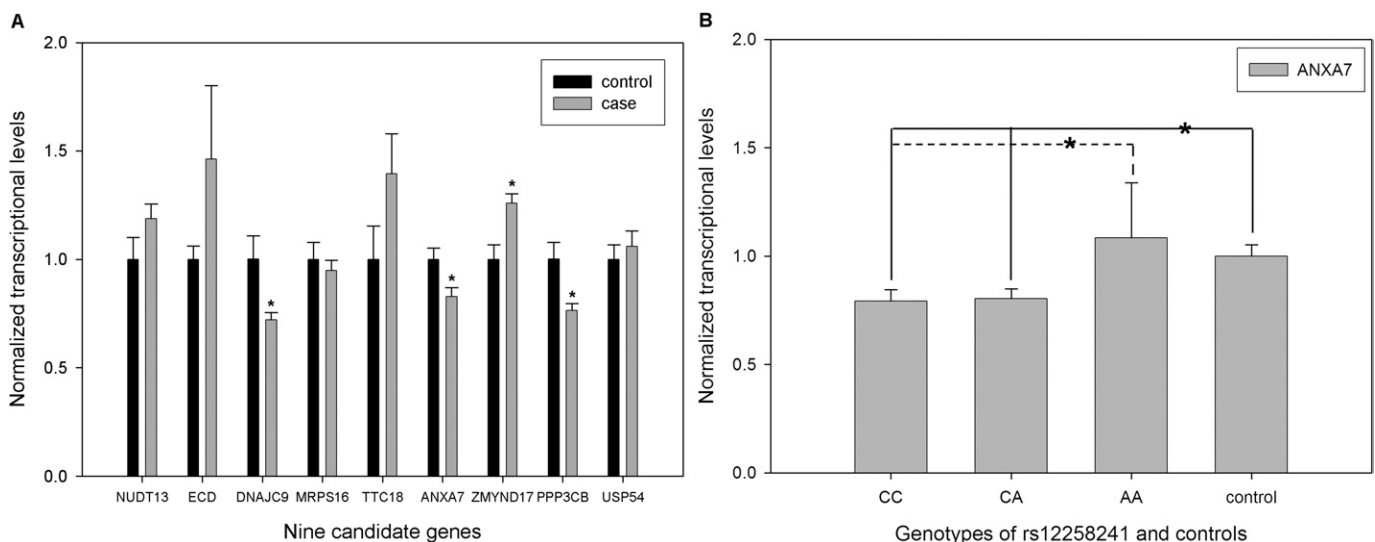 A
Normalized transcriptional levels
2.0
1.5
1.0
0.5
0.0
control
case
*
*
*
*
NUDT13 ECD DNAJC9 MRPS16 TTC18 ANXA7 ZMYND17 PPP3CB USP54
Nine candidate genes
B
Normalized transcriptional levels
2.0
1.5
1.0
0.5
0.0
ANXA7
*
*
CC CA AA control
Genotypes of rs12258241 and controls